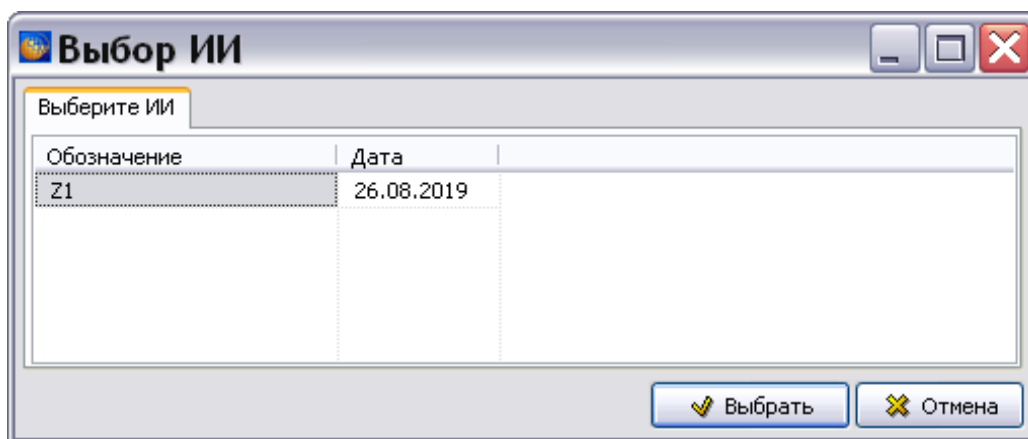 Выбор ИИ
Выберите ИИ
Обозначение Дата
Z1 26.08.2019
Выбрать Отмена